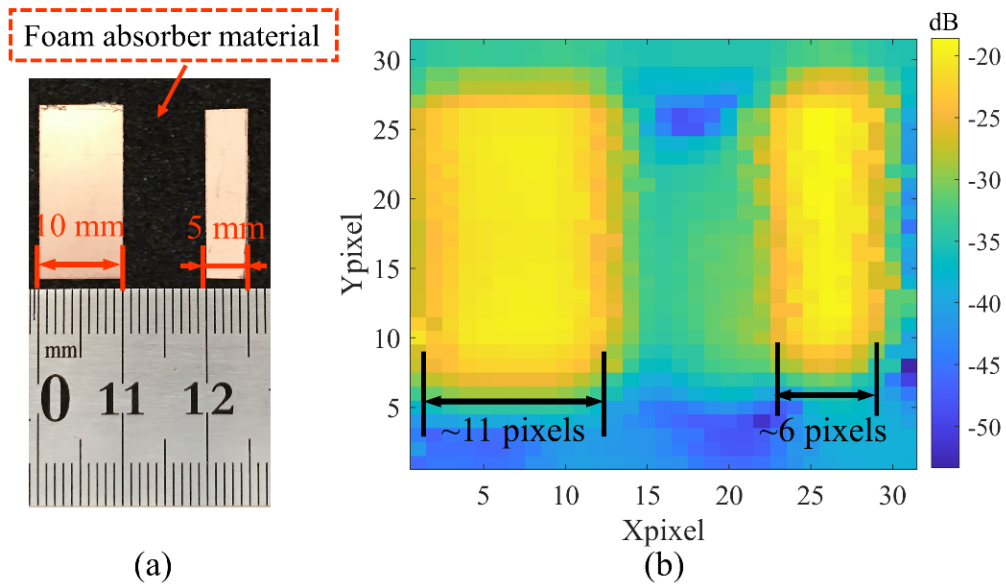 Foam absorber material
10 mm
5 mm
mm
0 11 12
(a)
dB
-20
-25
-30
-35
-40
-45
-50
30
25
20
15
10
5
Ypixel
~11 pixels
~6 pixels
5 10 15 20 25 30
Xpixel
(b)